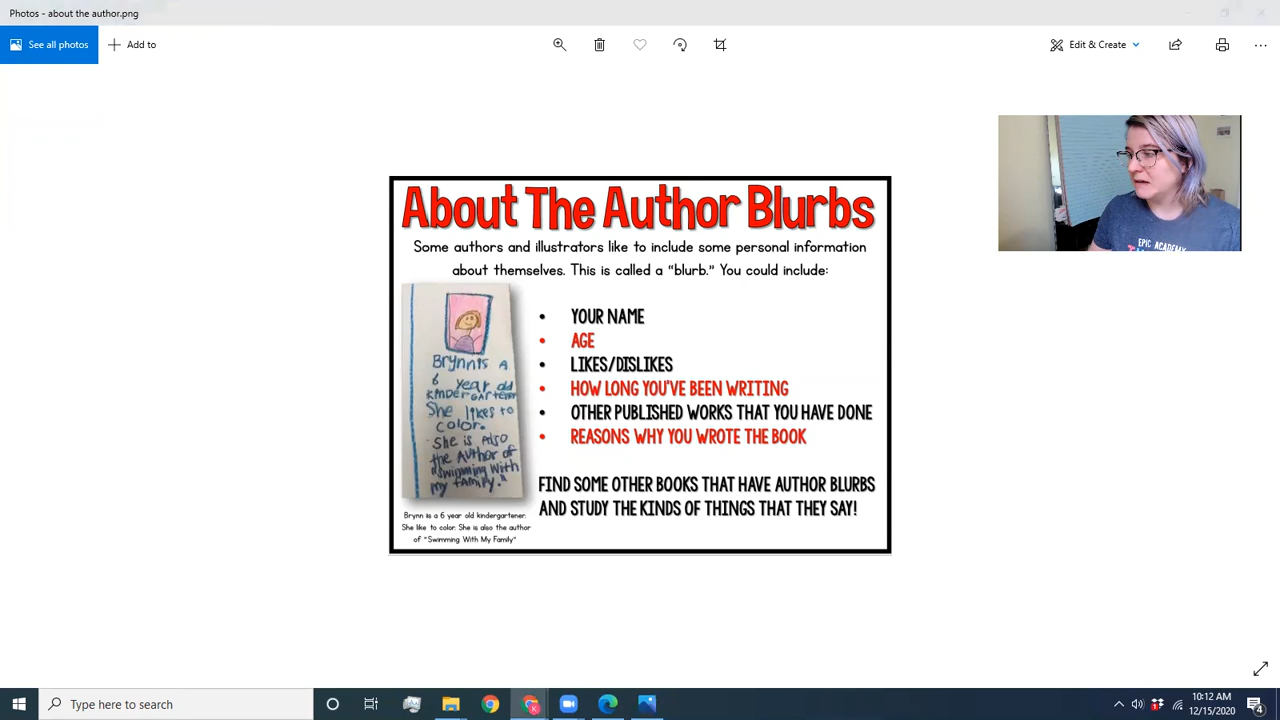 Photos - about the author.png
See all photos
Add to
Edit & Create
EPIC ACADEMY
About The Author Blurbs
Some authors and illustrators like to include some personal information
about themselves. This is called a “blurb.” You could include:
Brynn is A
6 year old
kindergartener
She likes to
color.
She is Also
the Author of
"Swimming With
my family."
Brynn is a 6 year old kindergartener.
She like to color. She is also the author
of “Swimming With My Family”
• YOUR NAME
• AGE
• LIKES/DISLIKES
• HOW LONG YOU'VE BEEN WRITING
• OTHER PUBLISHED WORKS THAT YOU HAVE DONE
• REASONS WHY YOU WROTE THE BOOK
FIND SOME OTHER BOOKS THAT HAVE AUTHOR BLURBS
AND STUDY THE KINDS OF THINGS THAT THEY SAY!
Type here to search
10:12 AM
12/15/2020
4